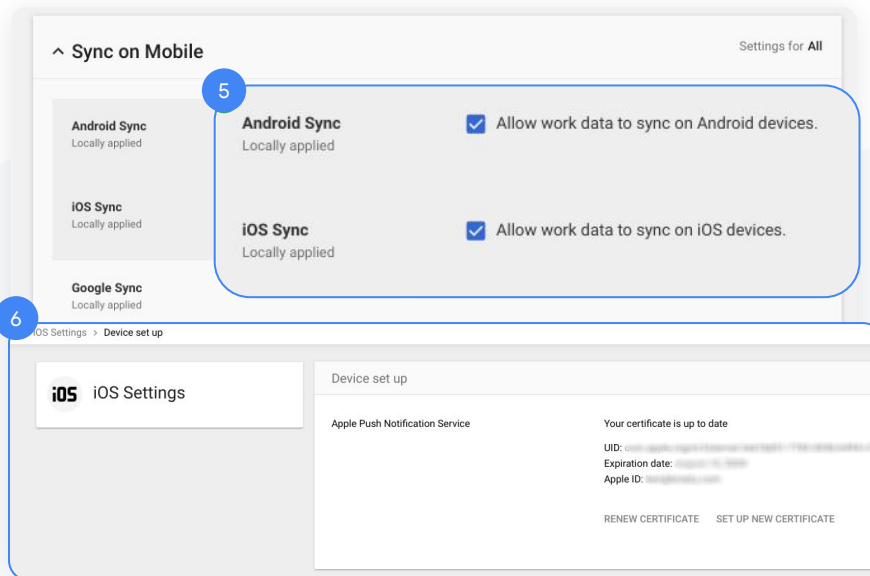 Sync on Mobile
Settings for All
5
Android Sync
Locally applied
iOS Sync
Locally applied
Google Sync
Locally applied
Android Sync
Locally applied
Allow work data to sync on Android devices.
iOS Sync
Locally applied
Allow work data to sync on iOS devices.
6
iOS Settings > Device set up
iOS iOS Settings
Device set up
Apple Push Notification Service
Your certificate is up to date
UID:
Expiration date:
Apple ID:
RENEW CERTIFICATE SET UP NEW CERTIFICATE